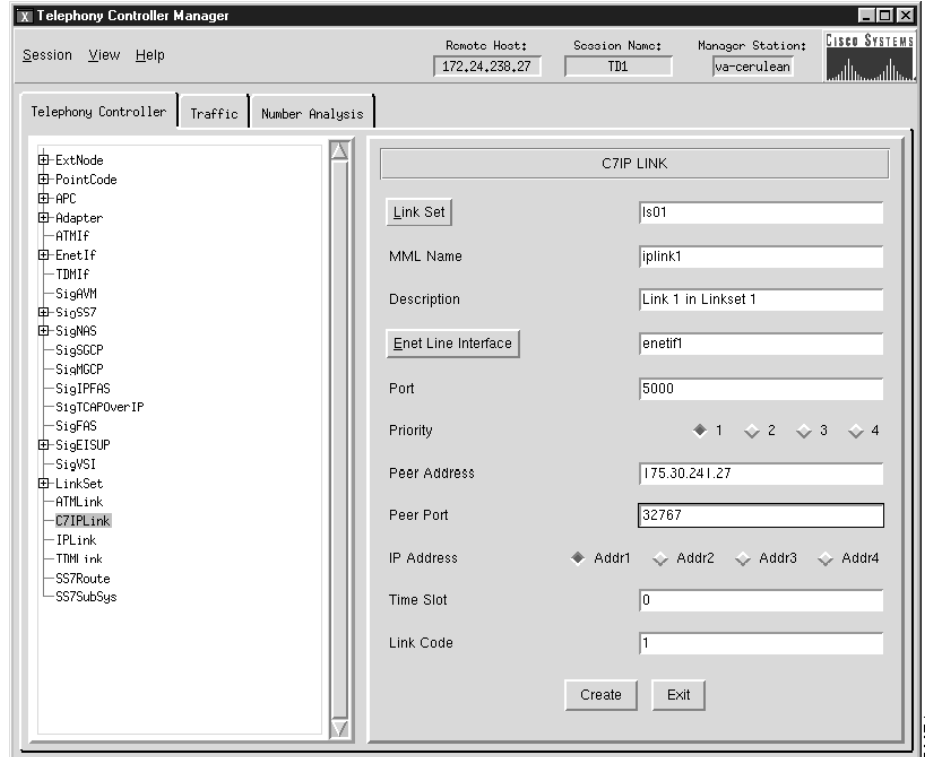 X Telephony Controller Manager
Session View Help
Remote Host: Session Name: Manager Station:
172.24.238.27 TD1 va-cerulean
CISCO SYSTEMS
Telephony Controller Traffic Number Analysis
ExtNode
PointCode
APC
Adapter
ATMIf
EnetIf
TDMIf
SigAVM
SigSS7
SigNAS
SigSGCP
SigMGCP
SigIPFAS
SigTCAPOverIP
SigFAS
SigEISUP
SigVSI
LinkSet
ATMLink
C7IPLink
IPLink
TDMLink
SS7Route
SS7SubSys
C7IP LINK
Link Set ls01
MML Name iplink1
Description Link 1 in Linkset 1
Enet Line Interface enetif1
Port 5000
Priority 1 2 3 4
Peer Address 175.30.241.27
Peer Port 32767
IP Address Addr1 Addr2 Addr3 Addr4
Time Slot 0
Link Code 1
Create Exit